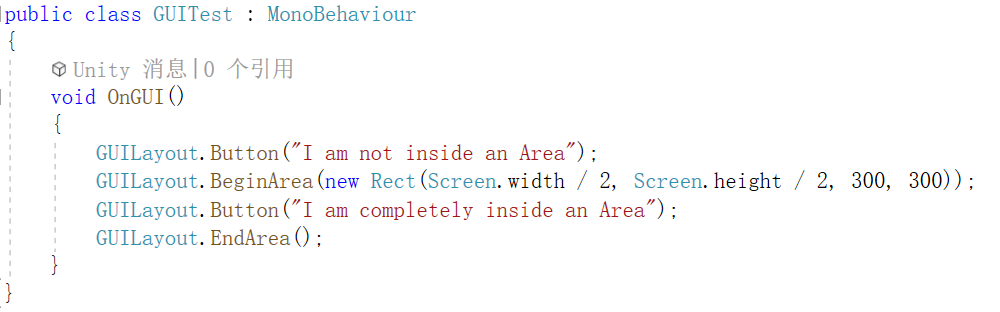 public class GUITest : MonoBehaviour
{
Unity 消息|0 个引用
void OnGUI()
{
GUILayout.Button("I am not inside an Area");
GUILayout.BeginArea(new Rect(Screen.width / 2, Screen.height / 2, 300, 300));
GUILayout.Button("I am completely inside an Area");
GUILayout.EndArea();
}
}